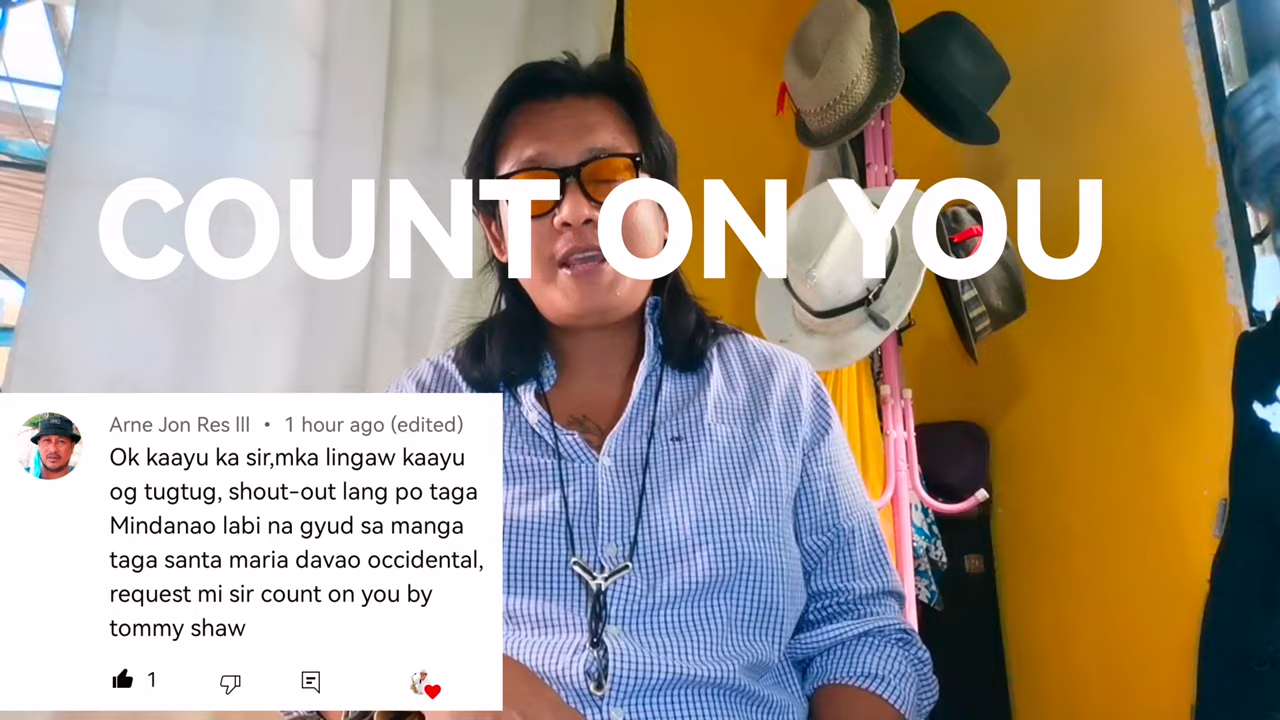 COUNT ON YOU
Arne Jon Res lll • 1 hour ago (edited)
Ok kaayu ka sir,mka lingaw kaayu
og tugtug, shout-out lang po taga
Mindanao labi na gyud sa manga
taga santa maria davao occidental,
request mi sir count on you by
tommy shaw
1